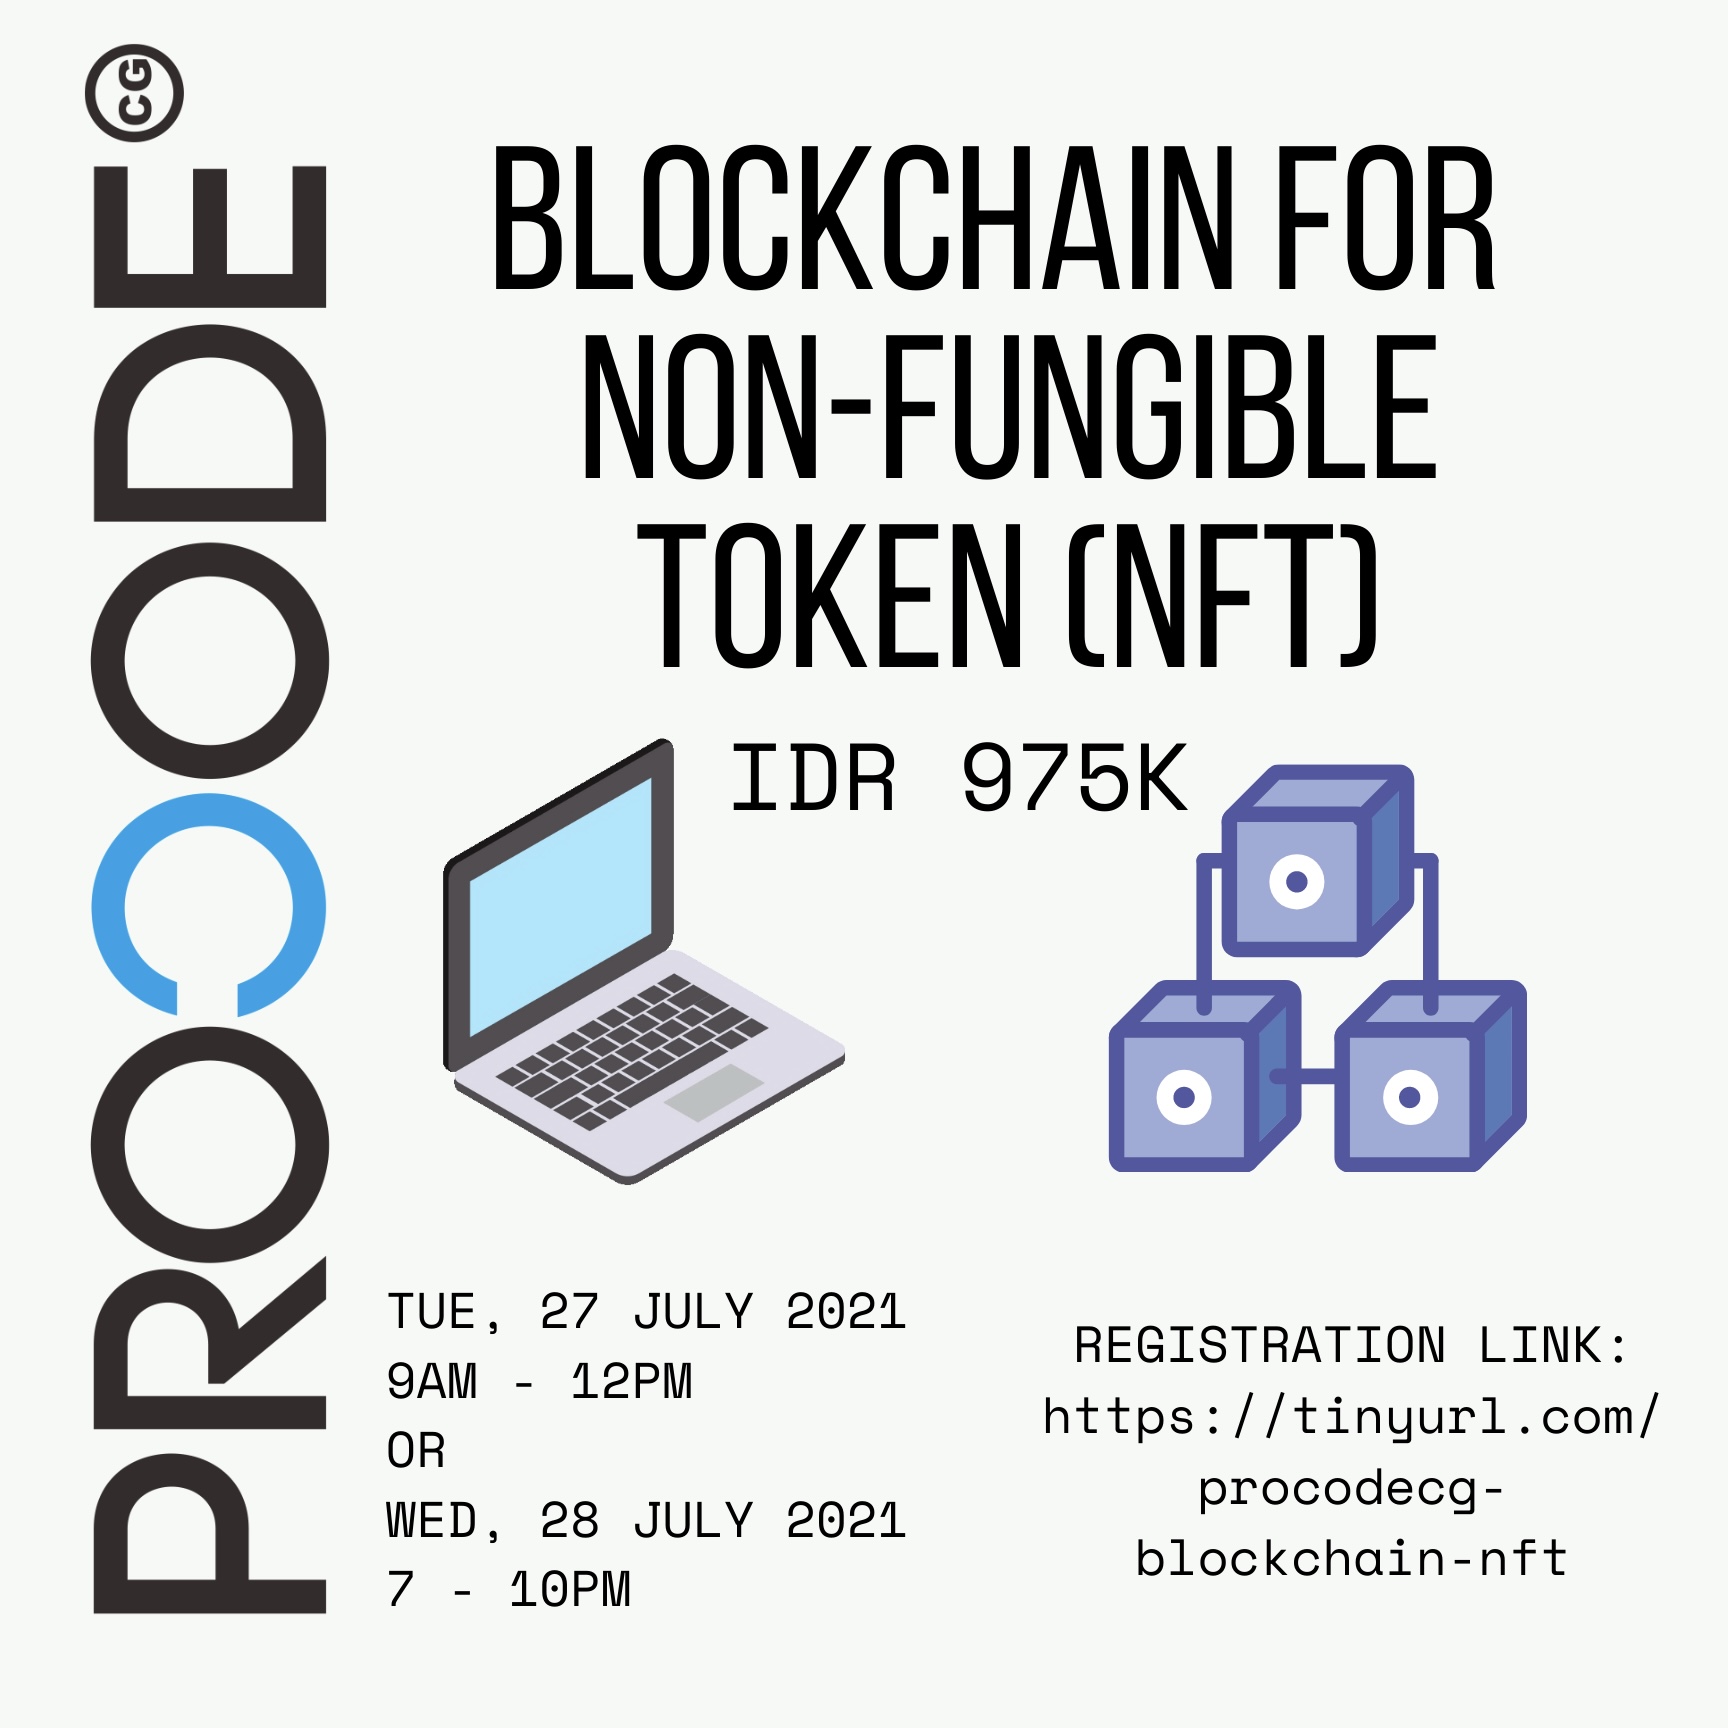 PROCODE CG
BLOCKCHAIN FOR
NON-FUNGIBLE
TOKEN (NFT)
IDR 975K
TUE, 27 JULY 2021
9AM - 12PM
OR
WED, 28 JULY 2021
7 - 10PM
REGISTRATION LINK:
https://tinyurl.com/
procodecg-
blockchain-nft